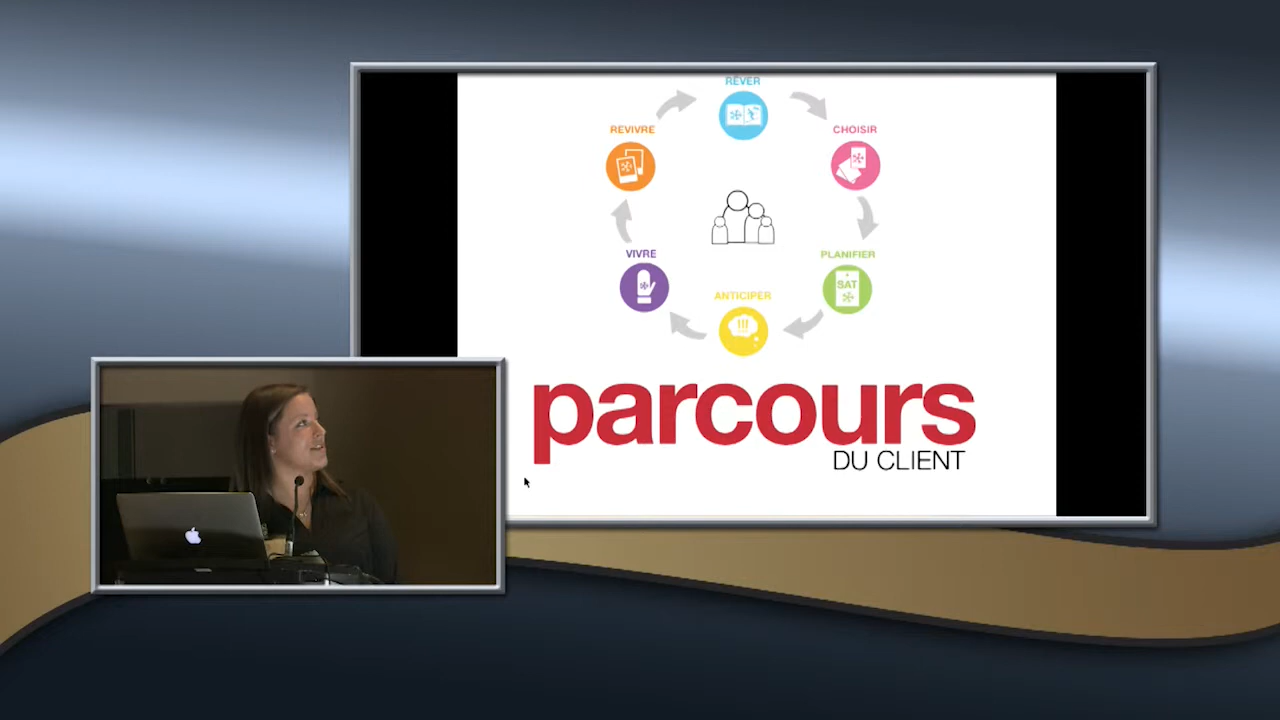 RÊVER
REVIVRE
CHOISIR
VIVRE
PLANIFIER
SAT
ANTICIPER
!!!
parcours
DU CLIENT